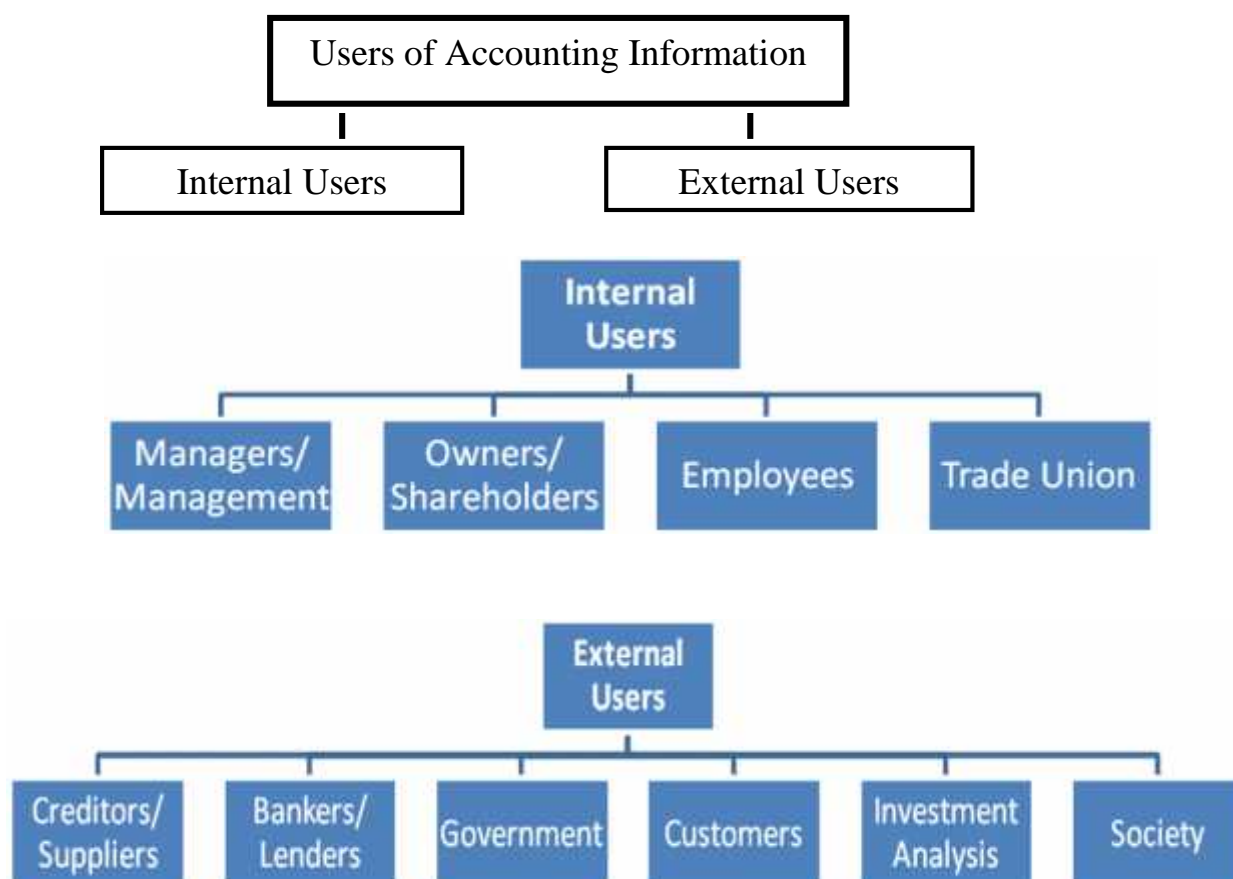 Users of Accounting Information
Internal Users
External Users
Internal
Users
Managers/
Management
Owners/
Shareholders
Employees
Trade Union
External
Users
Creditors/
Suppliers
Bankers/
Lenders
Government
Customers
Investment
Analysis
Society